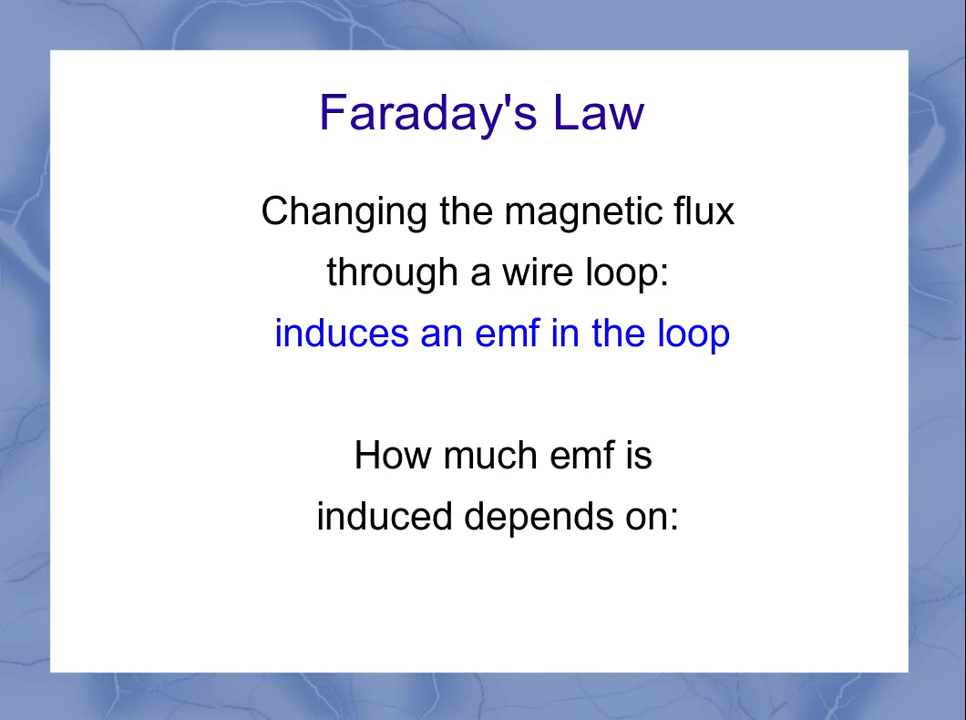 Faraday's Law
Changing the magnetic flux
through a wire loop:
induces an emf in the loop
How much emf is
induced depends on: